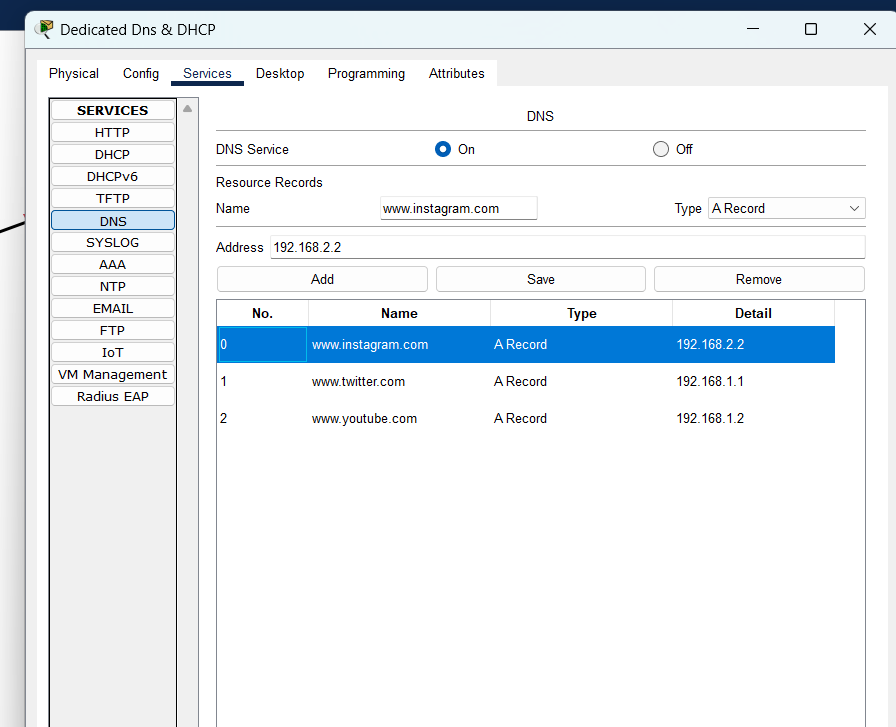 Dedicated Dns & DHCP
Physical Config Services Desktop Programming Attributes
SERVICES
HTTP
DHCP
DHCPv6
TFTP
DNS
SYSLOG
AAA
NTP
EMAIL
FTP
IoT
VM Management
Radius EAP
DNS
DNS Service On Off
Resource Records
Name www.instagram.com Type A Record
Address 192.168.2.2
Add Save Remove
No. Name Type Detail
0 www.instagram.com A Record 192.168.2.2
1 www.twitter.com A Record 192.168.1.1
2 www.youtube.com A Record 192.168.1.2